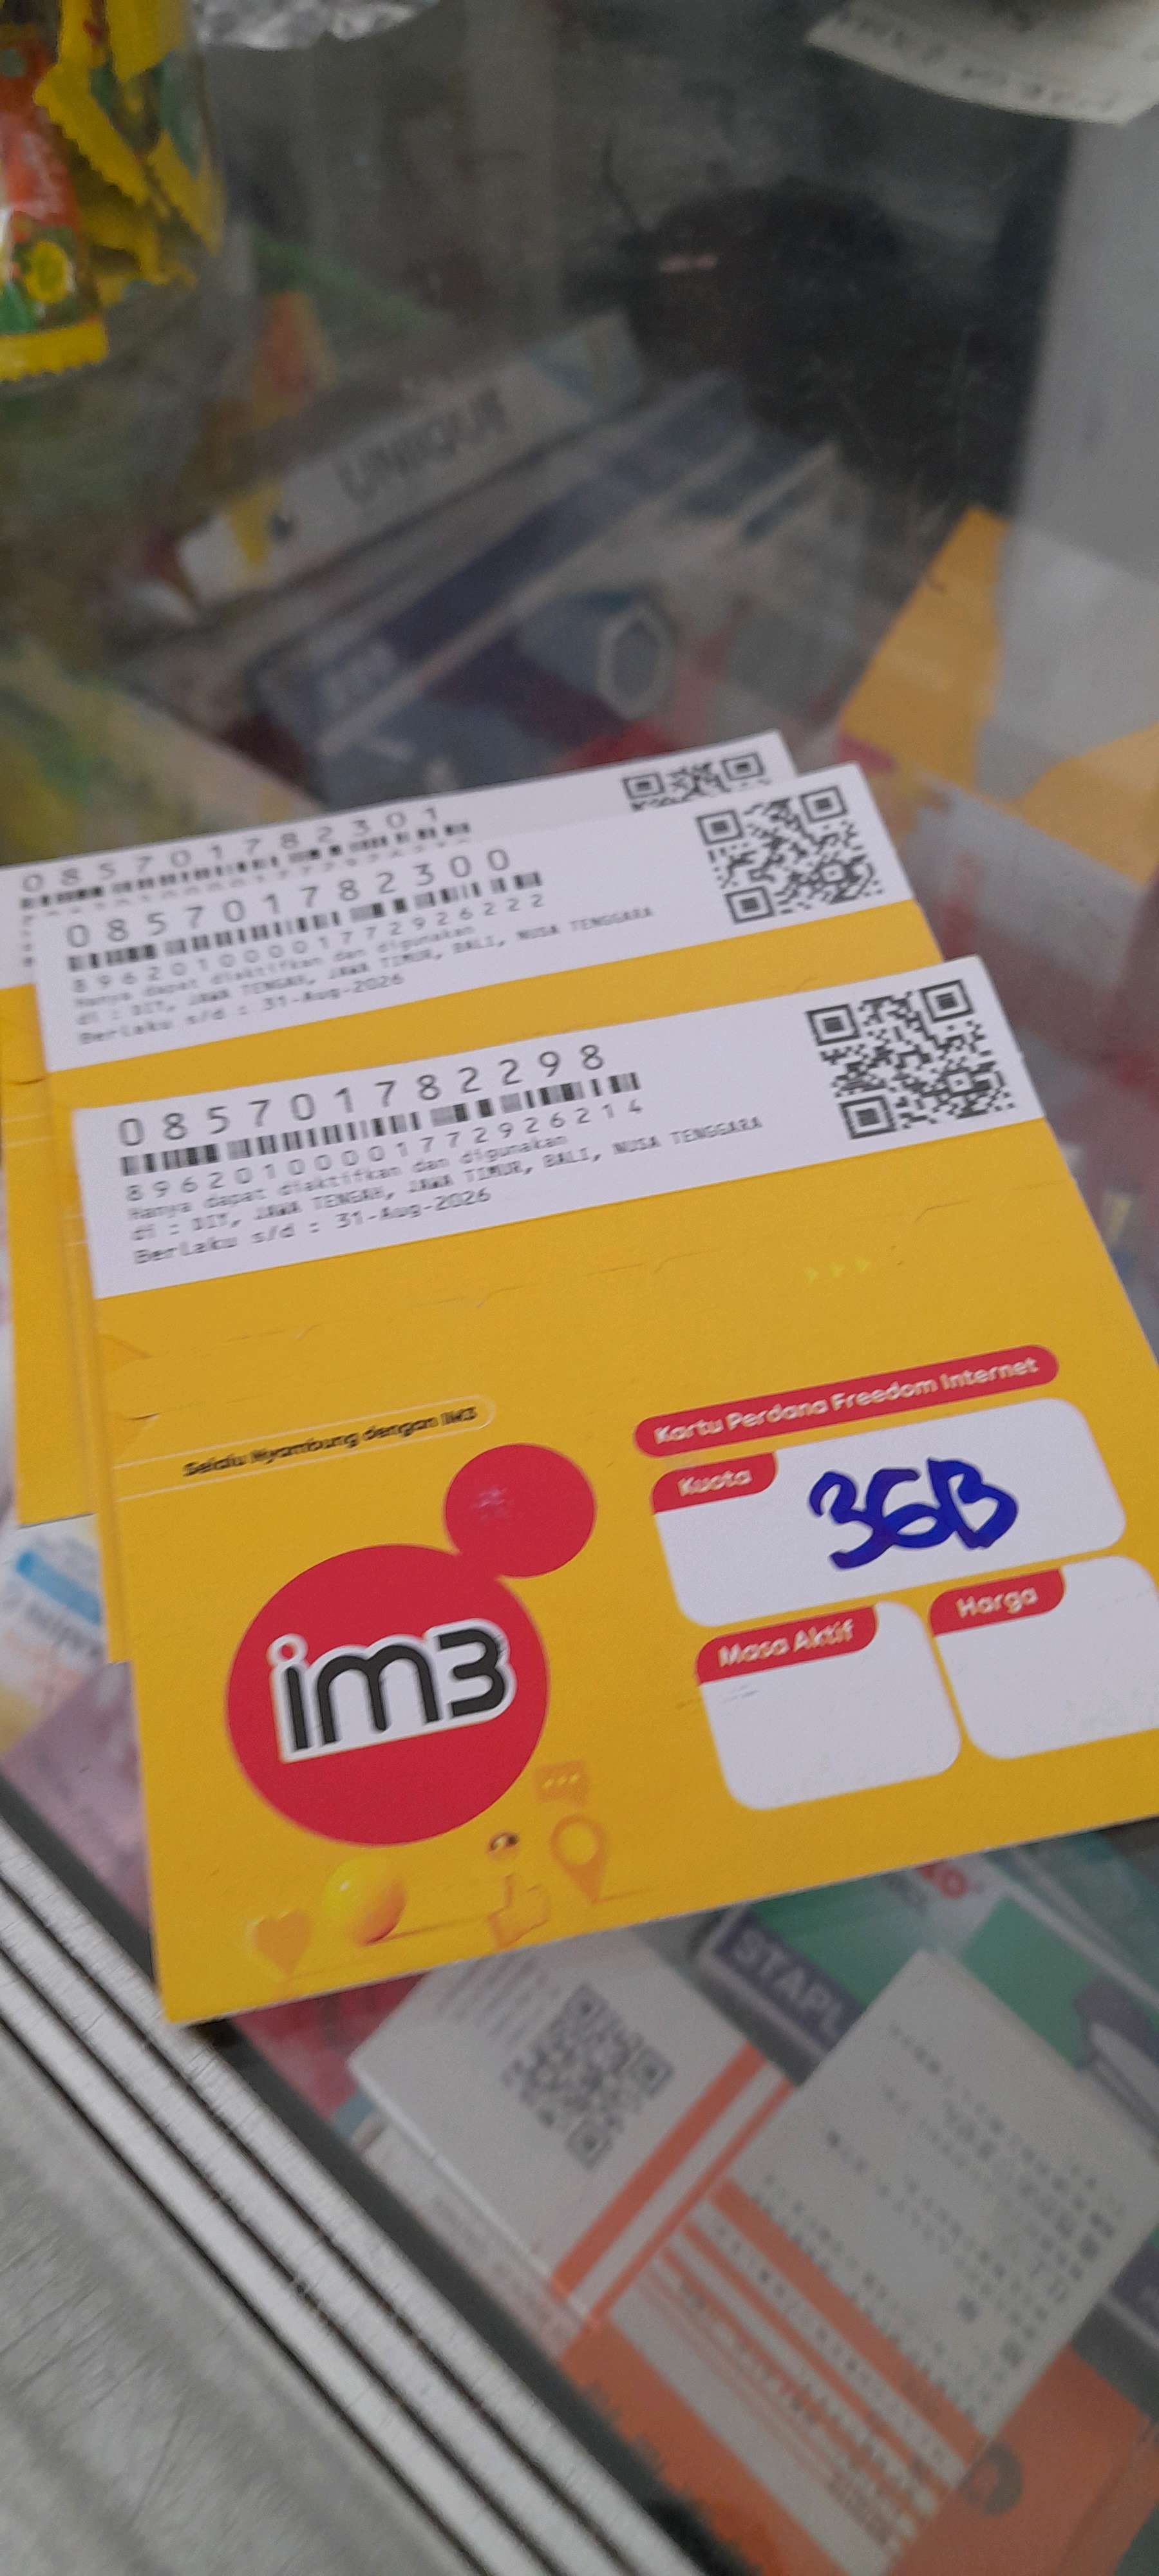 UNIQUE
085701782301
085701782300
8962010000177292622 2
Hanya dapat diaktifkan dan digunakan
di : DIY, JAWA TENGAH, JAWA TIMUR, BALI, NUSA TENGGARA
Berlaku s/d : 31-Aug-2026
085701782298
89620100001772926214
Hanya dapat diaktifkan dan digunakan
di : DIY, JAWA TENGAH, JAWA TIMUR, BALI, NUSA TENGGARA
Berlaku s/d : 31-Aug-2026
Selalu Nyambung dengan IM3
Kartu Perdana Freedom Internet
Kuota
3GB
Masa Aktif
Harga
im3
STAPL